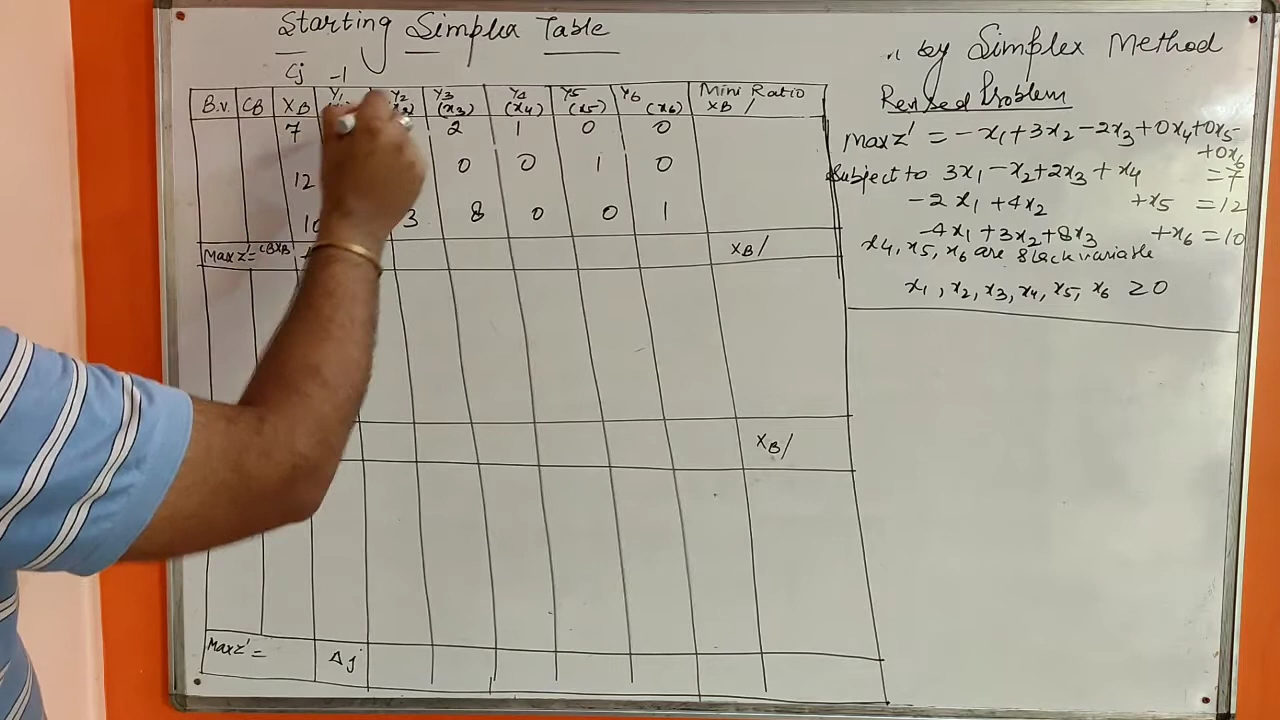 Starting Simplex Table
Cj -1
B.V. CB XB Y1 Y2 Y3 (x3) Y4 (x4) Y5 (x5) Y6 (x6) Mini Ratio XB /
7 2 1 0 0
12 0 0 1 0
10 3 8 0 0 1
Max Z' = CBXB XB /
XB /
Max Z' = Δj
by Simplex Method
Revised Problem
Max Z' = -x1 + 3x2 - 2x3 + 0x4 + 0x5
+ 0x6
Subject to 3x1 - x2 + 2x3 + x4 = 7
-2x1 + 4x2 + x5 = 12
-4x1 + 3x2 + 8x3 + x6 = 10
x4, x5, x6 are slack variable
x1, x2, x3, x4, x5, x6 ≥ 0